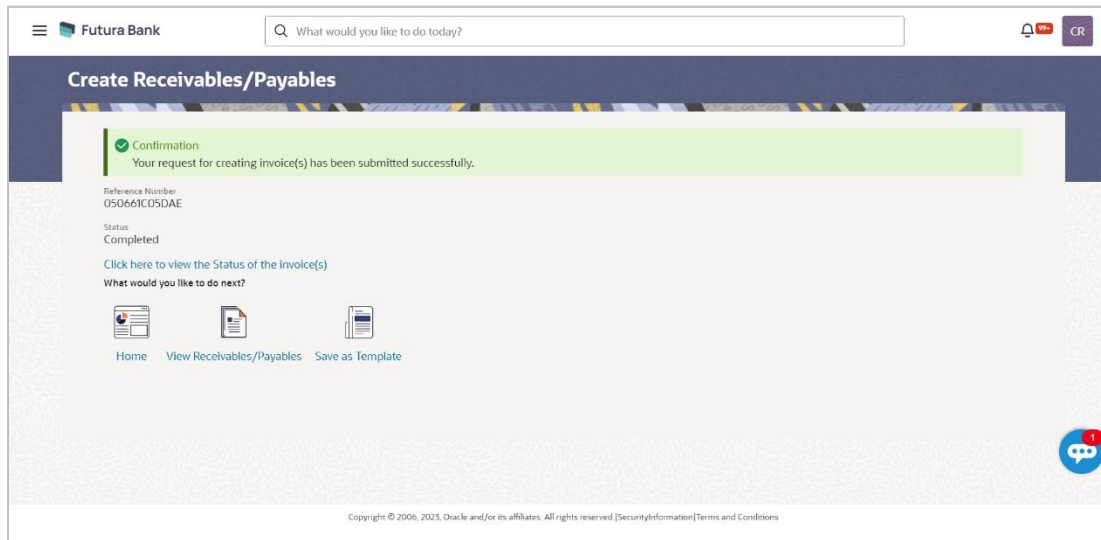 Futura Bank
What would you like to do today?
99+
CR
Create Receivables/Payables
Confirmation
Your request for creating invoice(s) has been submitted successfully.
Reference Number
050661C05DAE
Status
Completed
Click here to view the Status of the invoice(s)
What would you like to do next?
Home View Receivables/Payables Save as Template
1
Copyright © 2006, 2023, Oracle and/or its affiliates. All rights reserved.|SecurityInformation|Terms and Conditions